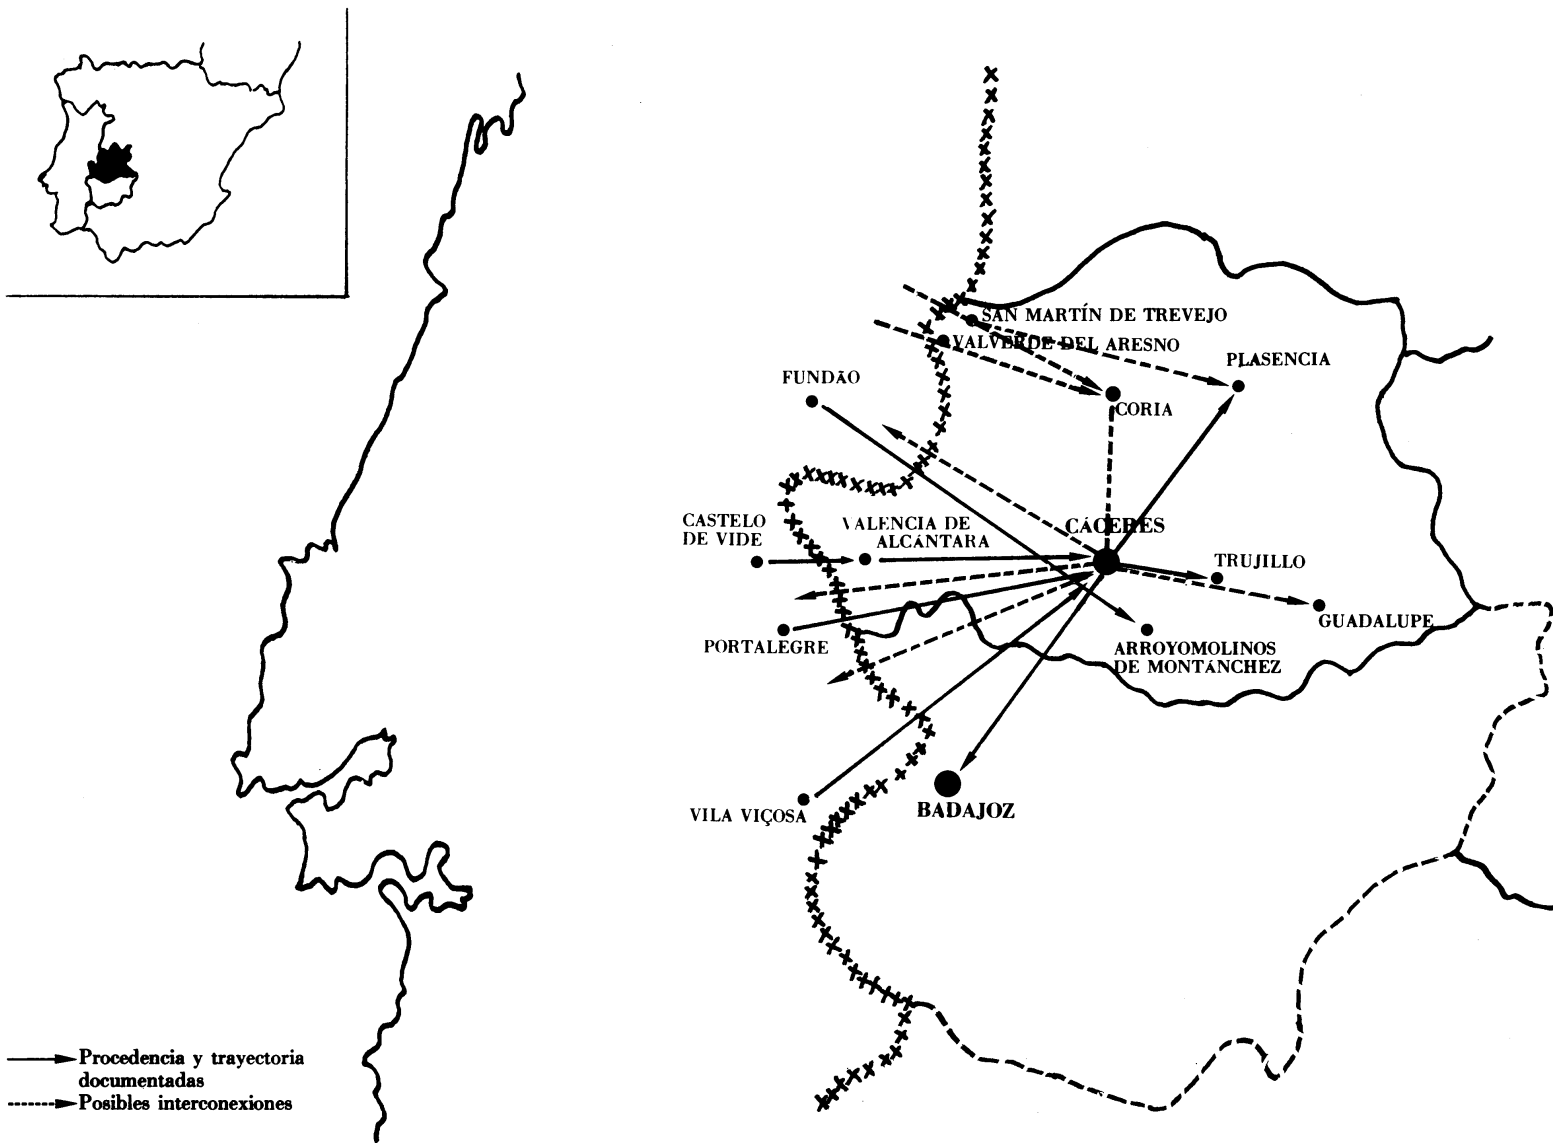 SAN MARTÍN DE TREVEJO
VALVERDE DEL ARESNO
PLASENCIA
FUNDÃO
CORIA
CASTELO
DE VIDE
VALENCIA DE
ALCÁNTARA
CÁCERES
TRUJILLO
GUADALUPE
PORTALEGRE
ARROYOMOLINOS
DE MONTÁNCHEZ
VILA VIÇOSA
BADAJOZ
Procedencia y trayectoria
documentadas
Posibles interconexiones